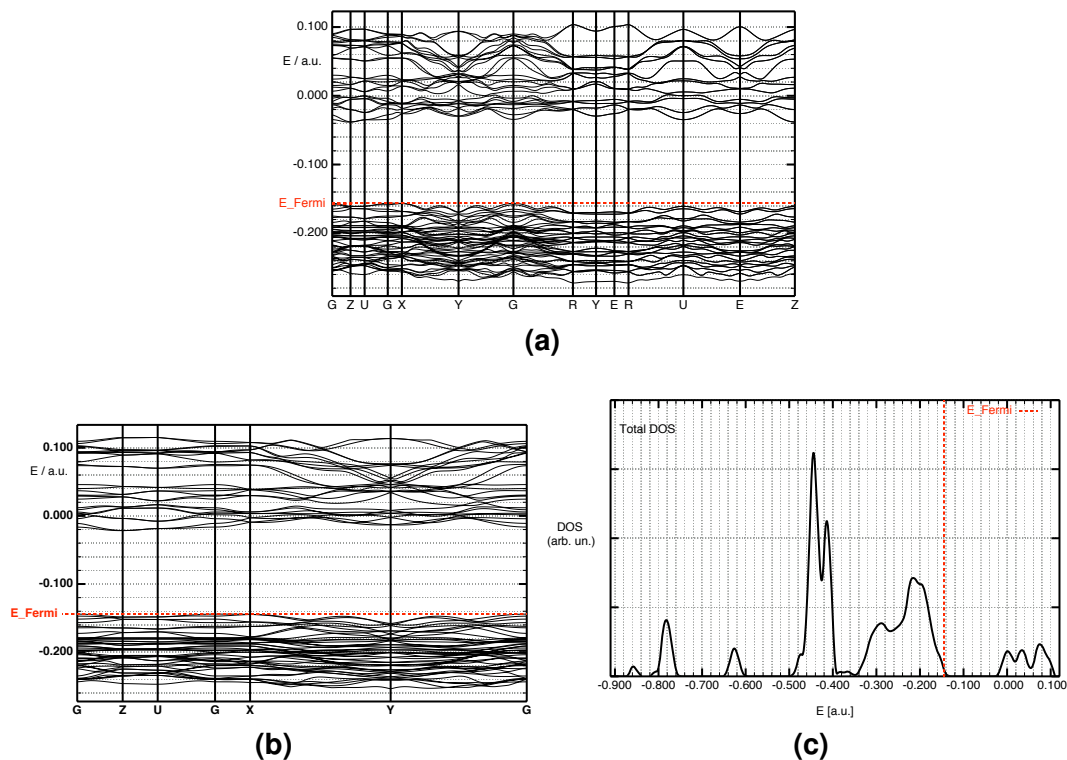 0.100
E / a.u.
0.000
-0.100
E_Fermi
-0.200
G Z U G X Y G R Y E R U E Z
(a)
0.100
E / a.u.
0.000
-0.100
E_Fermi
-0.200
G Z U G X Y G
(b)
E_Fermi
Total DOS
DOS
(arb. un.)
-0.900 -0.800 -0.700 -0.600 -0.500 -0.400 -0.300 -0.200 -0.100 0.000 0.100
E [a.u.]
(c)